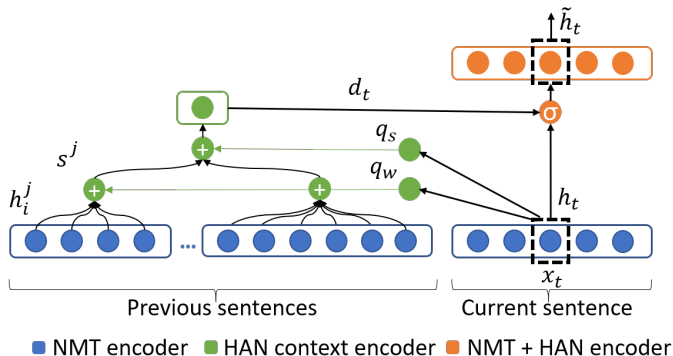 h̃_t
d_t
σ
q_s
+
s^j
q_w
h_i^j
+
+
h_t
...
x_t
Previous sentences
Current sentence
NMT encoder
HAN context encoder
NMT + HAN encoder